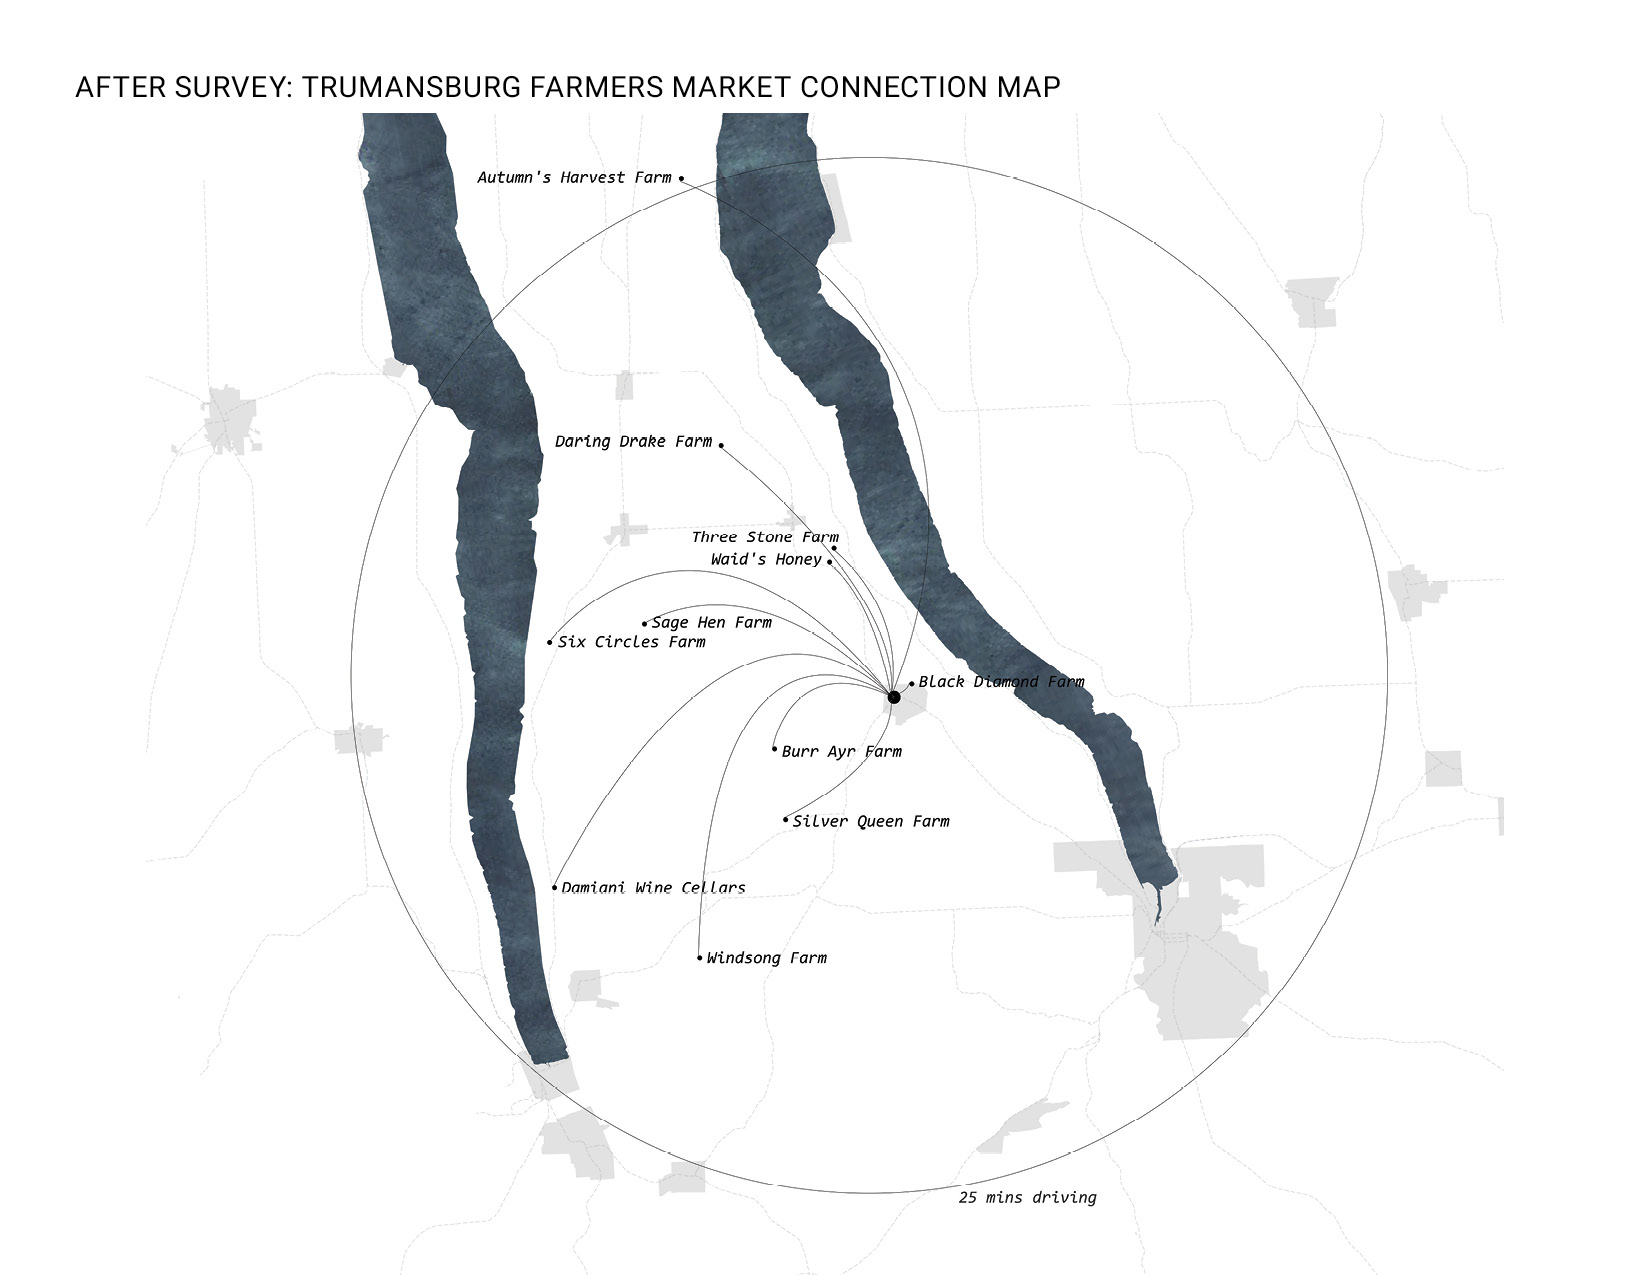 AFTER SURVEY: TRUMANSBURG FARMERS MARKET CONNECTION MAP
Autumn's Harvest Farm
Daring Drake Farm
Three Stone Farm
Waid's Honey
Sage Hen Farm
Six Circles Farm
Black Diamond Farm
Burr Ayr Farm
Silver Queen Farm
Damiani Wine Cellars
Windsong Farm
25 mins driving